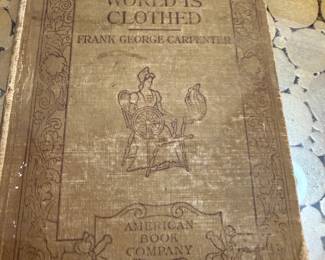 WORLD IS
CLOTHED
FRANK GEORGE CARPENTER
AMERICAN
BOOK
COMPANY